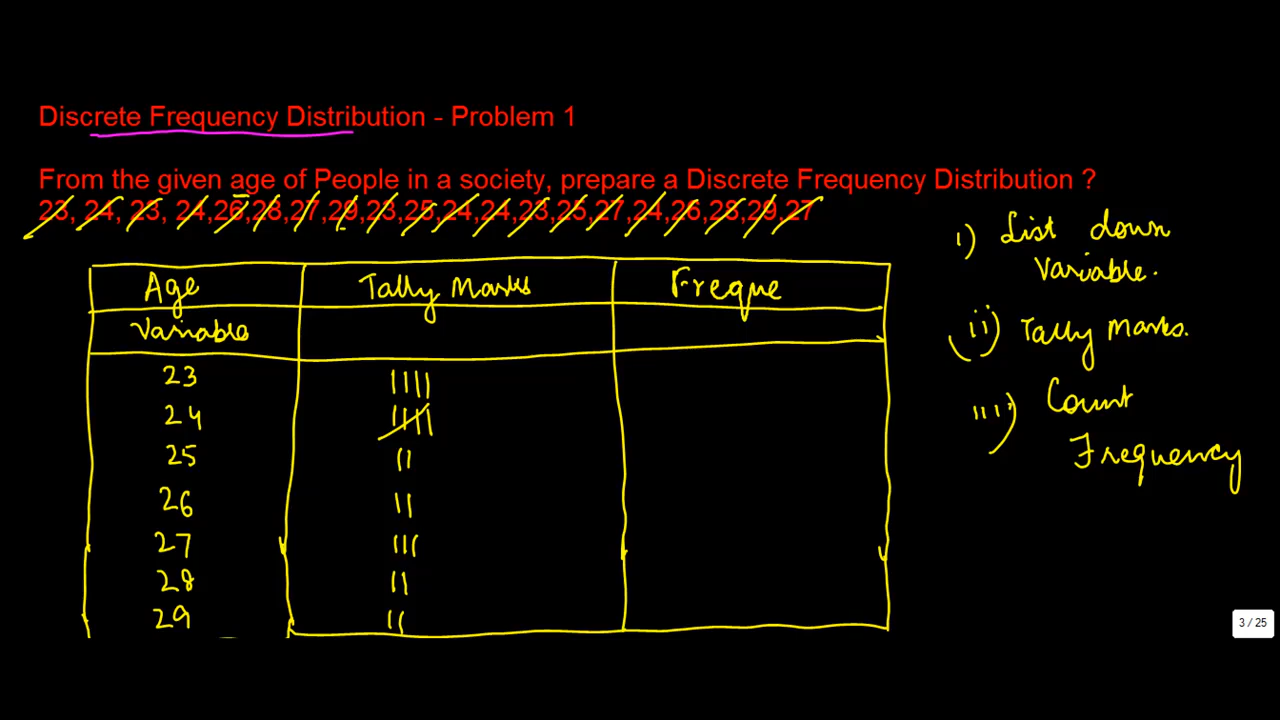 Discrete Frequency Distribution - Problem 1
From the given age of People in a society, prepare a Discrete Frequency Distribution ?
23, 24, 23, 24,26,28,27,29,23,25,24,24,23,25,27,24,26,28,29,27
Age Tally Marks Freque
Variable
23 ||||
24 卌
25 ||
26 ||
27 |||
28 ||
29 ||
i) List down
Variable.
ii) Tally Marks.
iii) Count
Frequency
3 / 25